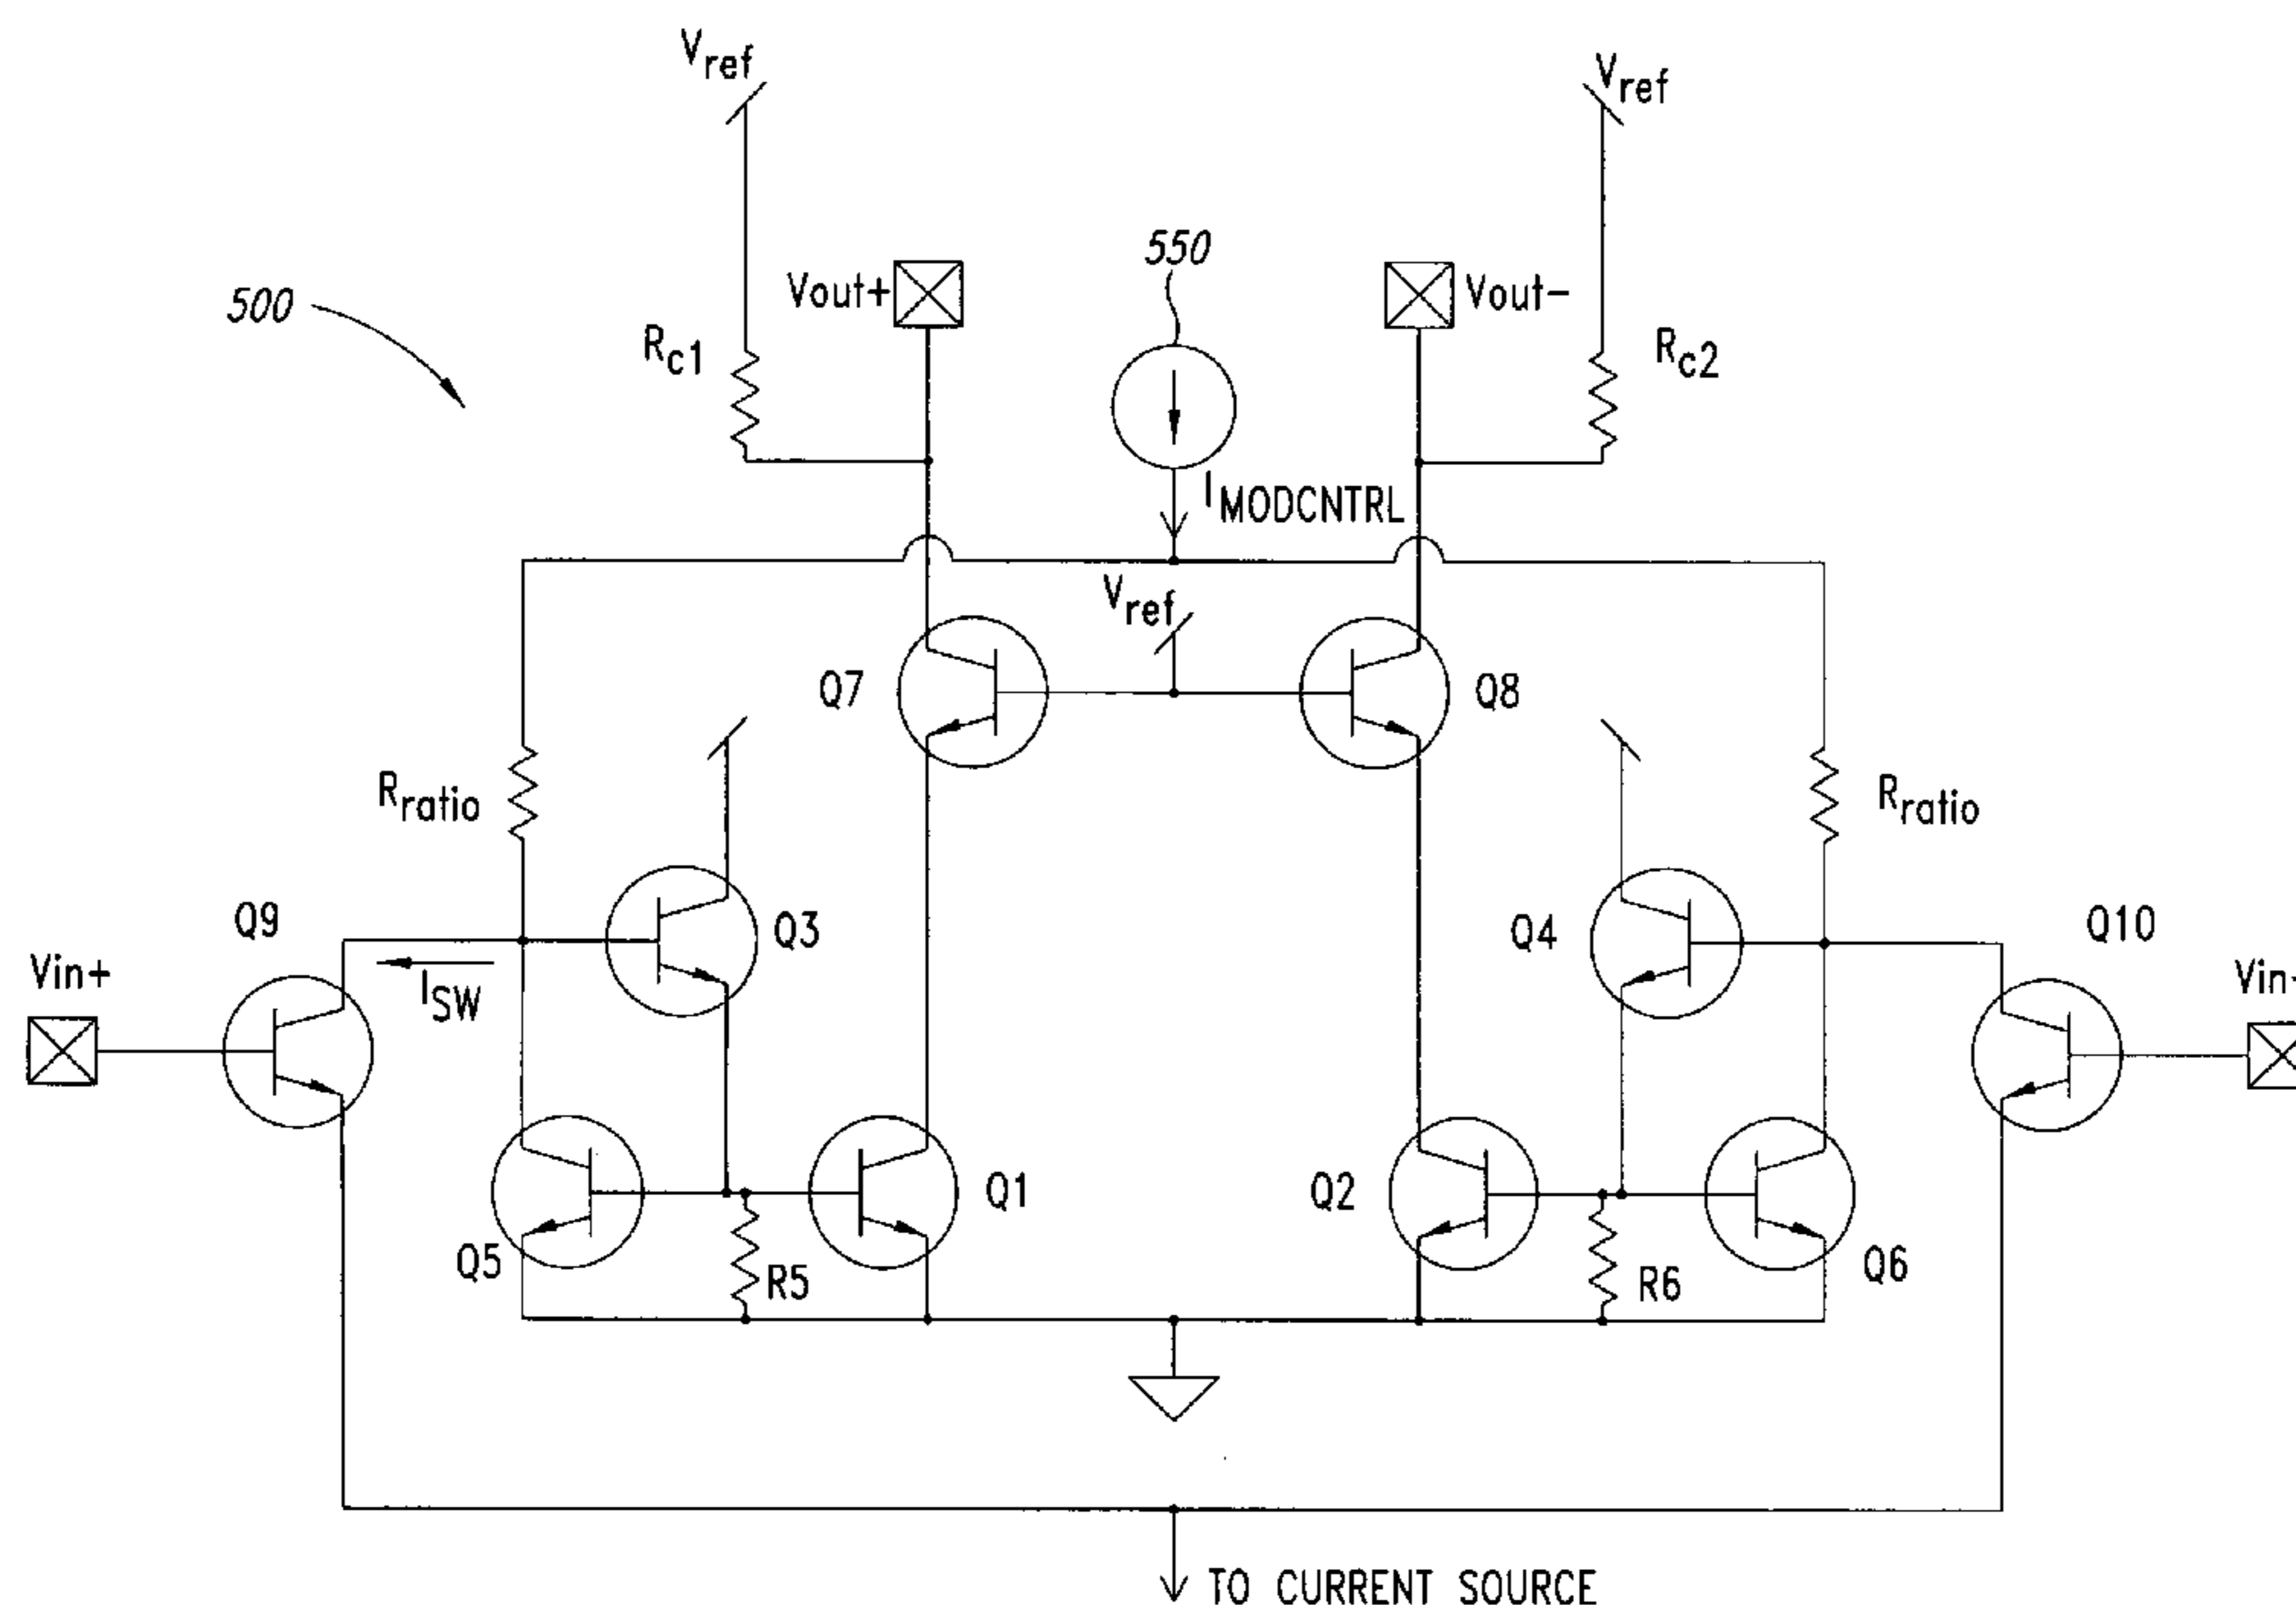 Vref
Vref
550
500
Vout+
Vout-
Rc1
Rc2
IMODCNTRL
Vref
Q7
Q8
Rratio
Rratio
Q9
Q3
Q4
Q10
Vin+
ISW
Q5
R5
Q1
Q2
R6
Q6
TO CURRENT SOURCE